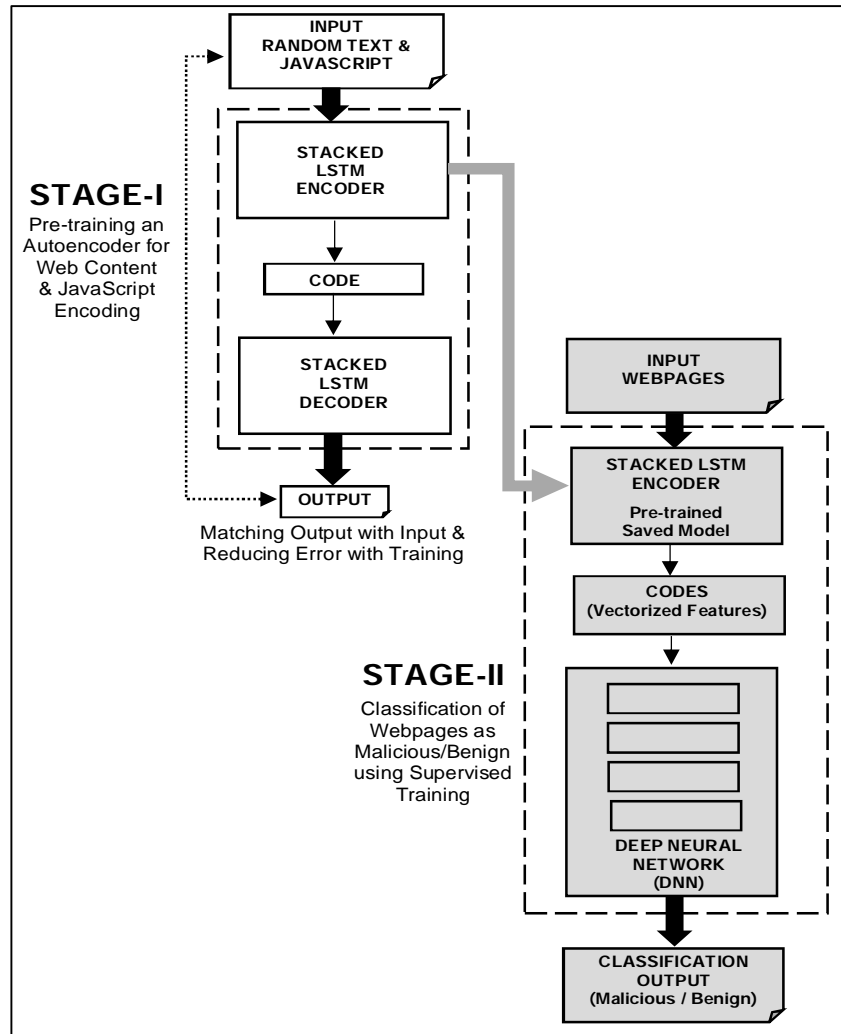 INPUT
RANDOM TEXT &
JAVASCRIPT
STACKED
LSTM
ENCODER
STAGE-I
Pre-training an
Autoencoder for
Web Content
& JavaScript
Encoding
CODE
STACKED
LSTM
DECODER
OUTPUT
Matching Output with Input &
Reducing Error with Training
INPUT
WEBPAGES
STACKED LSTM
ENCODER
Pre-trained
Saved Model
CODES
(Vectorized Features)
STAGE-II
Classification of
Webpages as
Malicious/Benign
using Supervised
Training
DEEP NEURAL
NETWORK
(DNN)
CLASSIFICATION
OUTPUT
(Malicious / Benign)